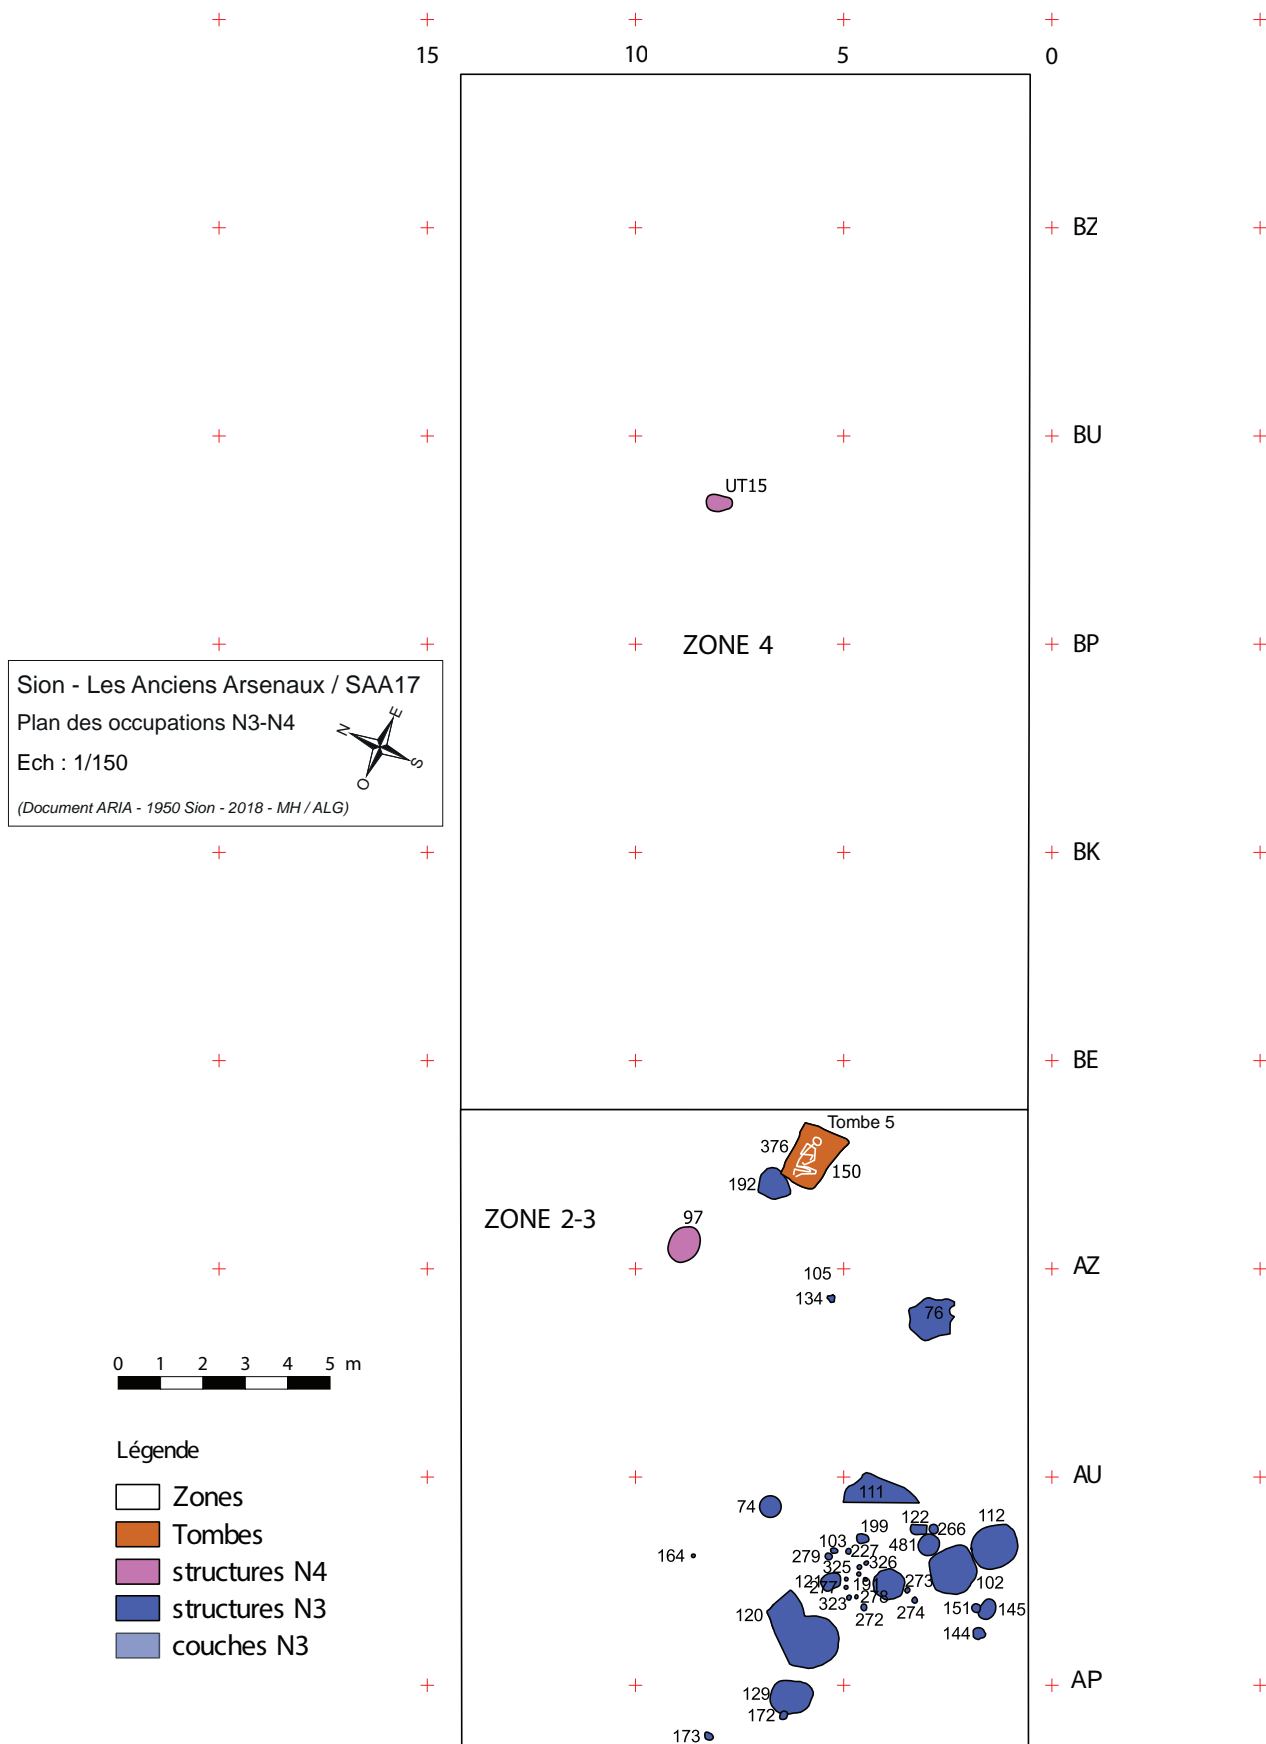 15 10 5 0
BZ
BU
UT15
ZONE 4
BP
Sion - Les Anciens Arsenaux / SAA17
Plan des occupations N3-N4
Ech : 1/150
N E S O
(Document ARIA - 1950 Sion - 2018 - MH / ALG)
BK
BE
Tombe 5
376
150
192
ZONE 2-3
97
AZ
105
134
76
0 1 2 3 4 5 m
Légende
Zones
Tombes
structures N4
structures N3
couches N3
AU
111
74
122
266
112
199
103
227
481
164
279
326
325
121
277
191
273
102
323
278
272
274
151
145
120
144
AP
129
172
173